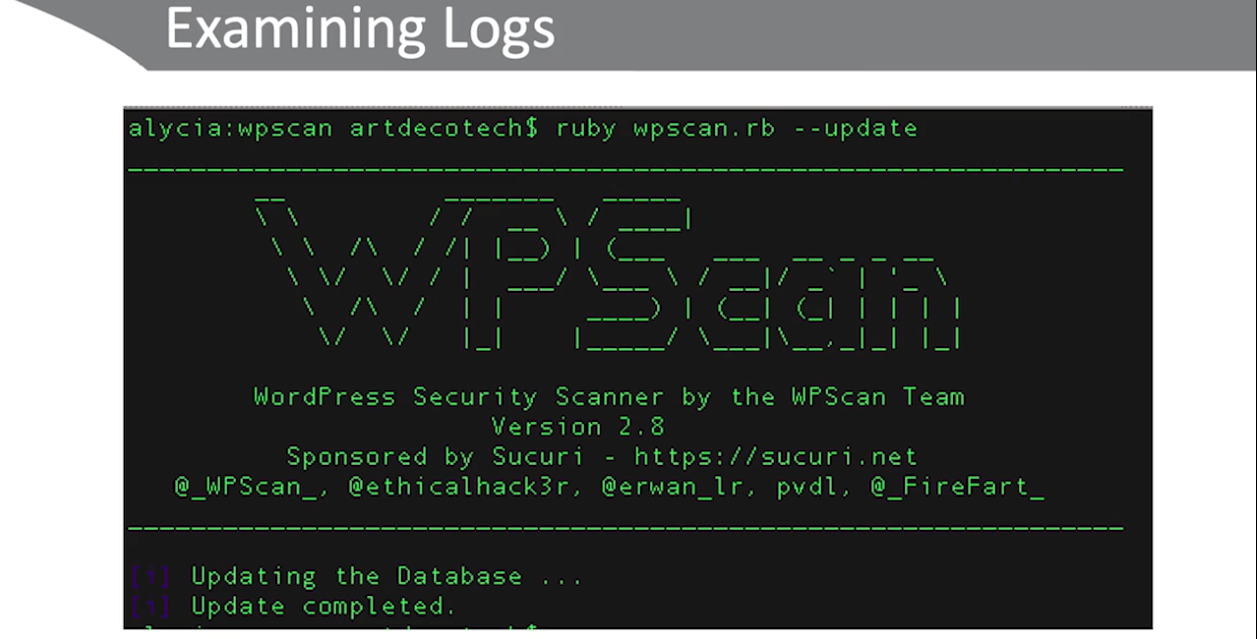 Examining Logs
alycia:wpscan artdecotech$ ruby wpscan.rb --update
WPScan
WordPress Security Scanner by the WPScan Team
Version 2.8
Sponsored by Sucuri - https://sucuri.net
@_WPScan_, @ethicalhack3r, @erwan_lr, pvdl, @_FireFart_
[i] Updating the Database ...
[i] Update completed.